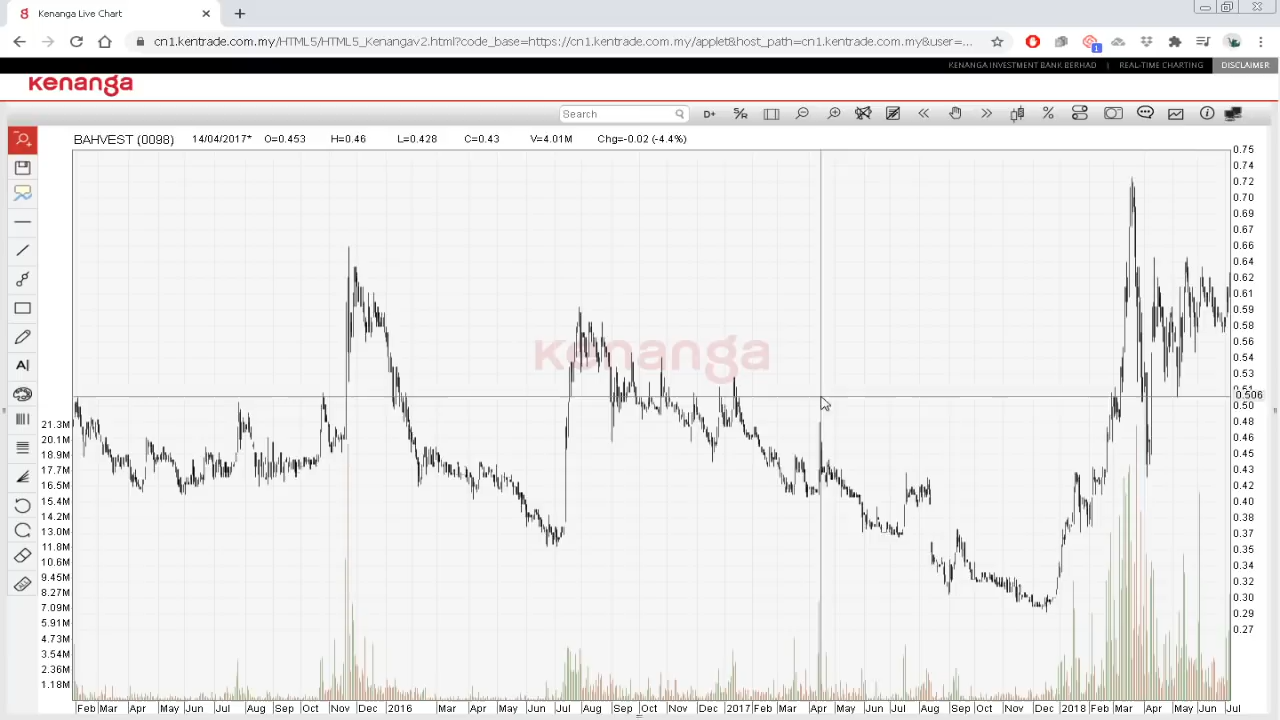 Kenanga Live Chart
cn1.kentrade.com.my/HTML5/HTML5_Kenangav2.html?code_base=https://cn1.kentrade.com.my/applet&host_path=cn1.kentrade.com.my&user=...
1
KENANGA INVESTMENT BANK BERHAD | REAL-TIME CHARTING DISCLAIMER
kenanga
Search D+ S/R %
BAHVEST (0098) 14/04/2017* O=0.453 H=0.46 L=0.428 C=0.43 V=4.01M Chg=-0.02 (-4.4%)
kenanga
A|
0.75
0.74
0.72
0.70
0.69
0.67
0.66
0.64
0.62
0.61
0.59
0.58
0.56
0.54
0.53
0.51
0.506
0.50
0.48
0.46
0.45
0.43
0.42
0.40
0.38
0.37
0.35
0.34
0.32
0.30
0.29
0.27
21.3M
20.1M
18.9M
17.7M
16.5M
15.4M
14.2M
13.0M
11.8M
10.6M
9.45M
8.27M
7.09M
5.91M
4.73M
3.54M
2.36M
1.18M
Feb Mar Apr May Jun Jul Aug Sep Oct Nov Dec 2016 Mar Apr May Jun Jul Aug Sep Oct Nov Dec 2017 Feb Mar Apr May Jun Jul Aug Sep Oct Nov Dec 2018 Feb Mar Apr May Jun Jul